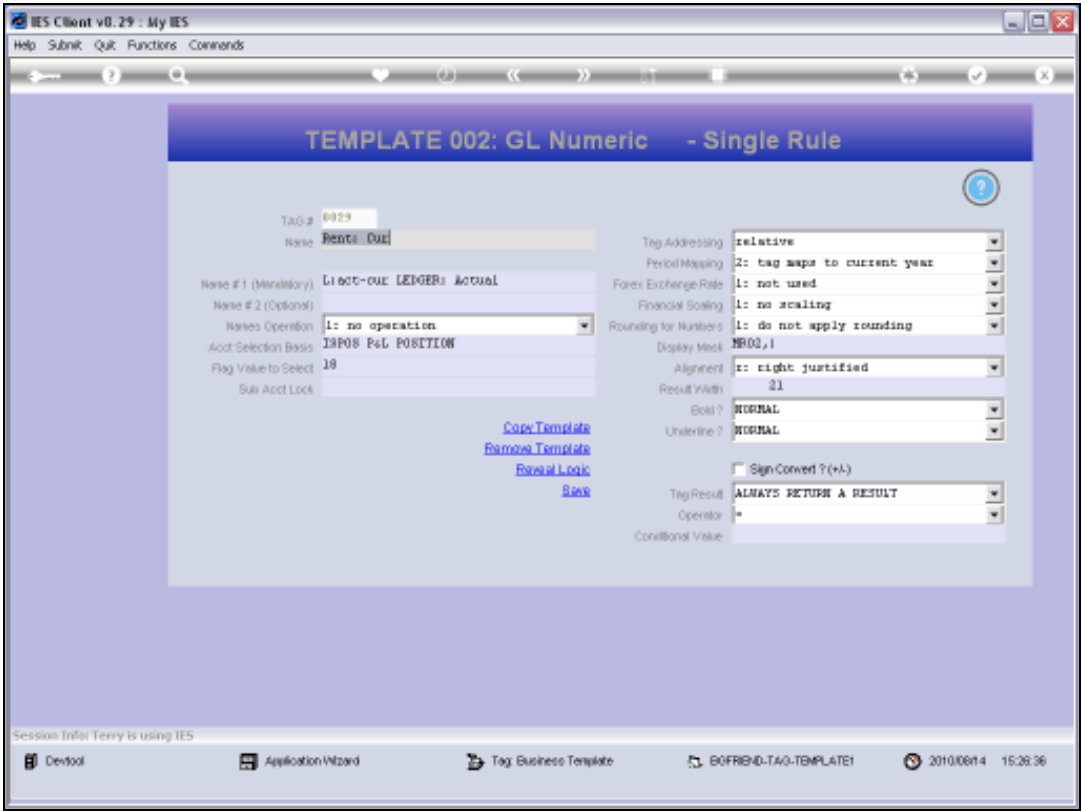 IES Client v8.29 : My IES
Help Submit Quit Functions Commands
TEMPLATE 002: GL Numeric - Single Rule
TAG # 0029
Name Rent: Cur
Name # 1 (Mandatory) L:act-cur LEDGER: Actual
Name # 2 (Optional)
Names Operation 1: no operation
Acct Selection Basis ISPOS P&L POSITION
Flag Value to Select 18
Sub Acct Lock
Copy Template
Remove Template
Reveal Logic
Save
Tag Addressing relative
Period Mapping 2: tag maps to current year
Forex Exchange Rate 1: not used
Financial Scaling 1: no scaling
Rounding for Numbers 1: do not apply rounding
Display Mask MR02,|
Alignment r: right justified
Result Width 21
Bold ? NORMAL
Underline ? NORMAL
Sign Convert ? (+/-)
Tag Result ALWAYS RETURN A RESULT
Operator =
Conditional Value
Session Info: Terry is using IES
Devtool Application Wizard Tag: Business Template BGFRIEND-TAG-TEMPLATE1 2010/08/14 15:26:36